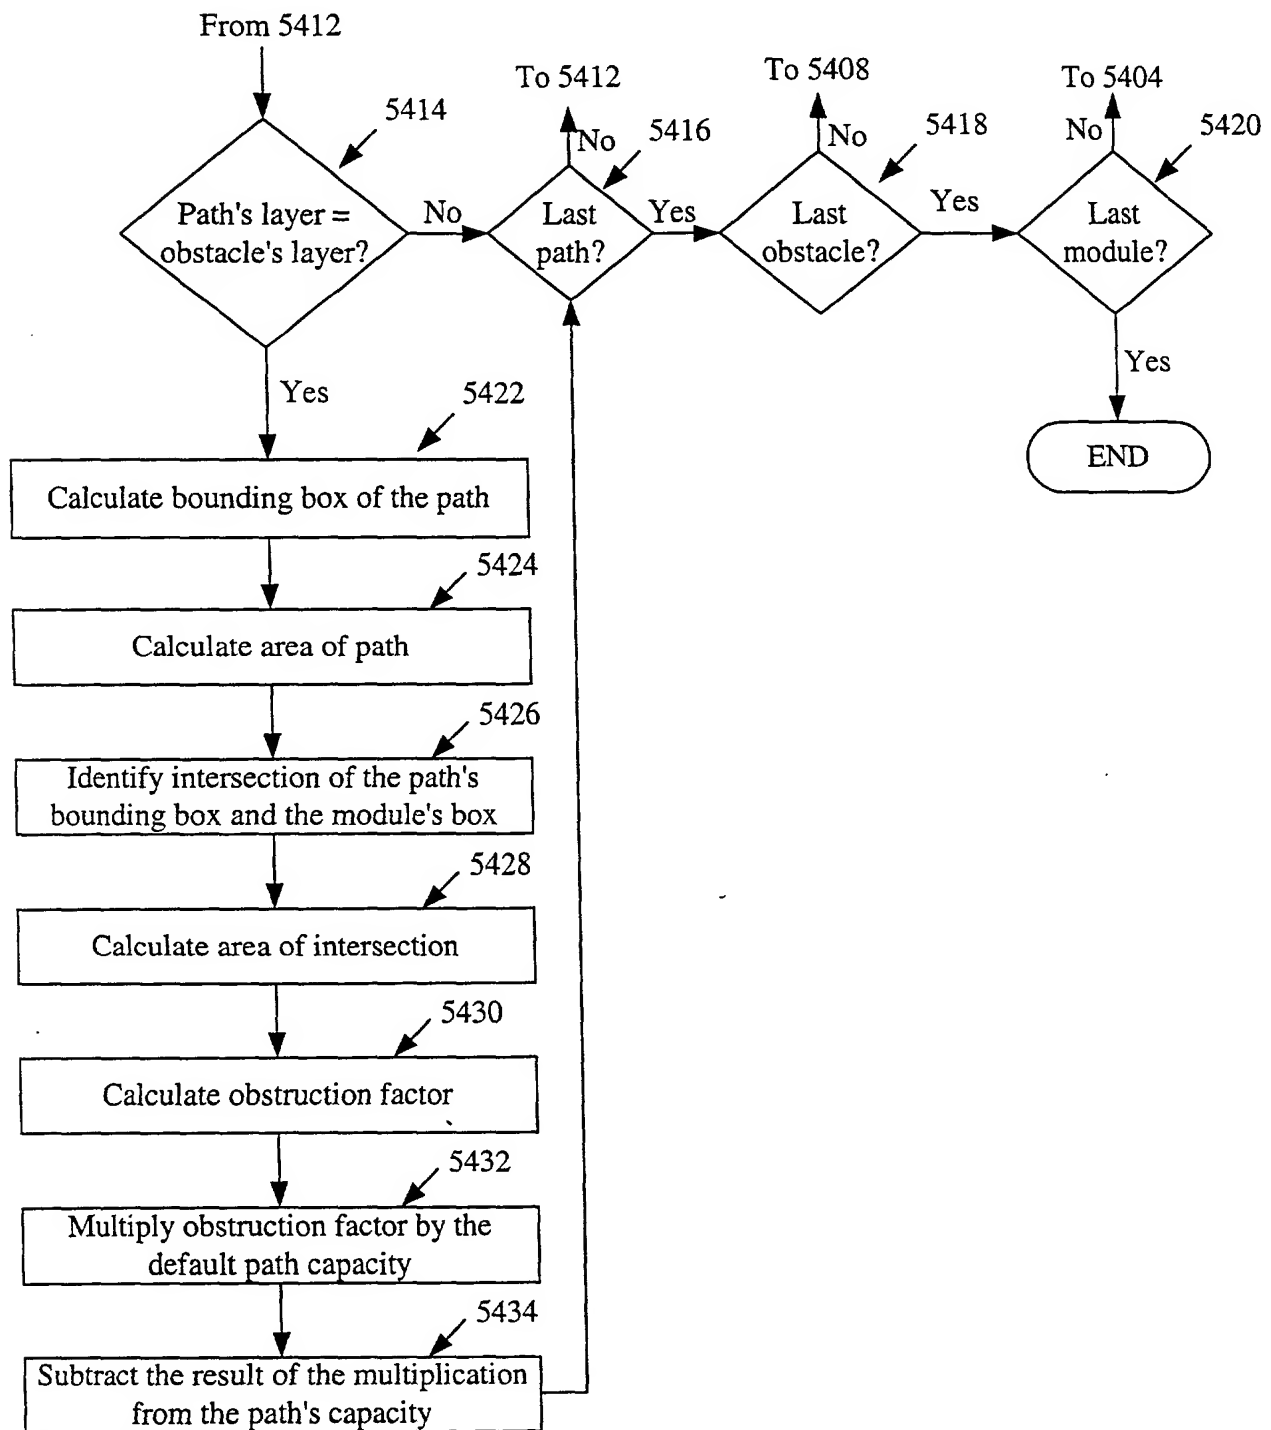 From 5412
To 5412
To 5408
To 5404
5414
5416
5418
5420
No
No
No
Path's layer =
obstacle's layer?
No
Last
path?
Yes
Last
obstacle?
Yes
Last
module?
Yes
Yes
END
5422
Calculate bounding box of the path
5424
Calculate area of path
5426
Identify intersection of the path's
bounding box and the module's box
5428
Calculate area of intersection
5430
Calculate obstruction factor
5432
Multiply obstruction factor by the
default path capacity
5434
Subtract the result of the multiplication
from the path's capacity